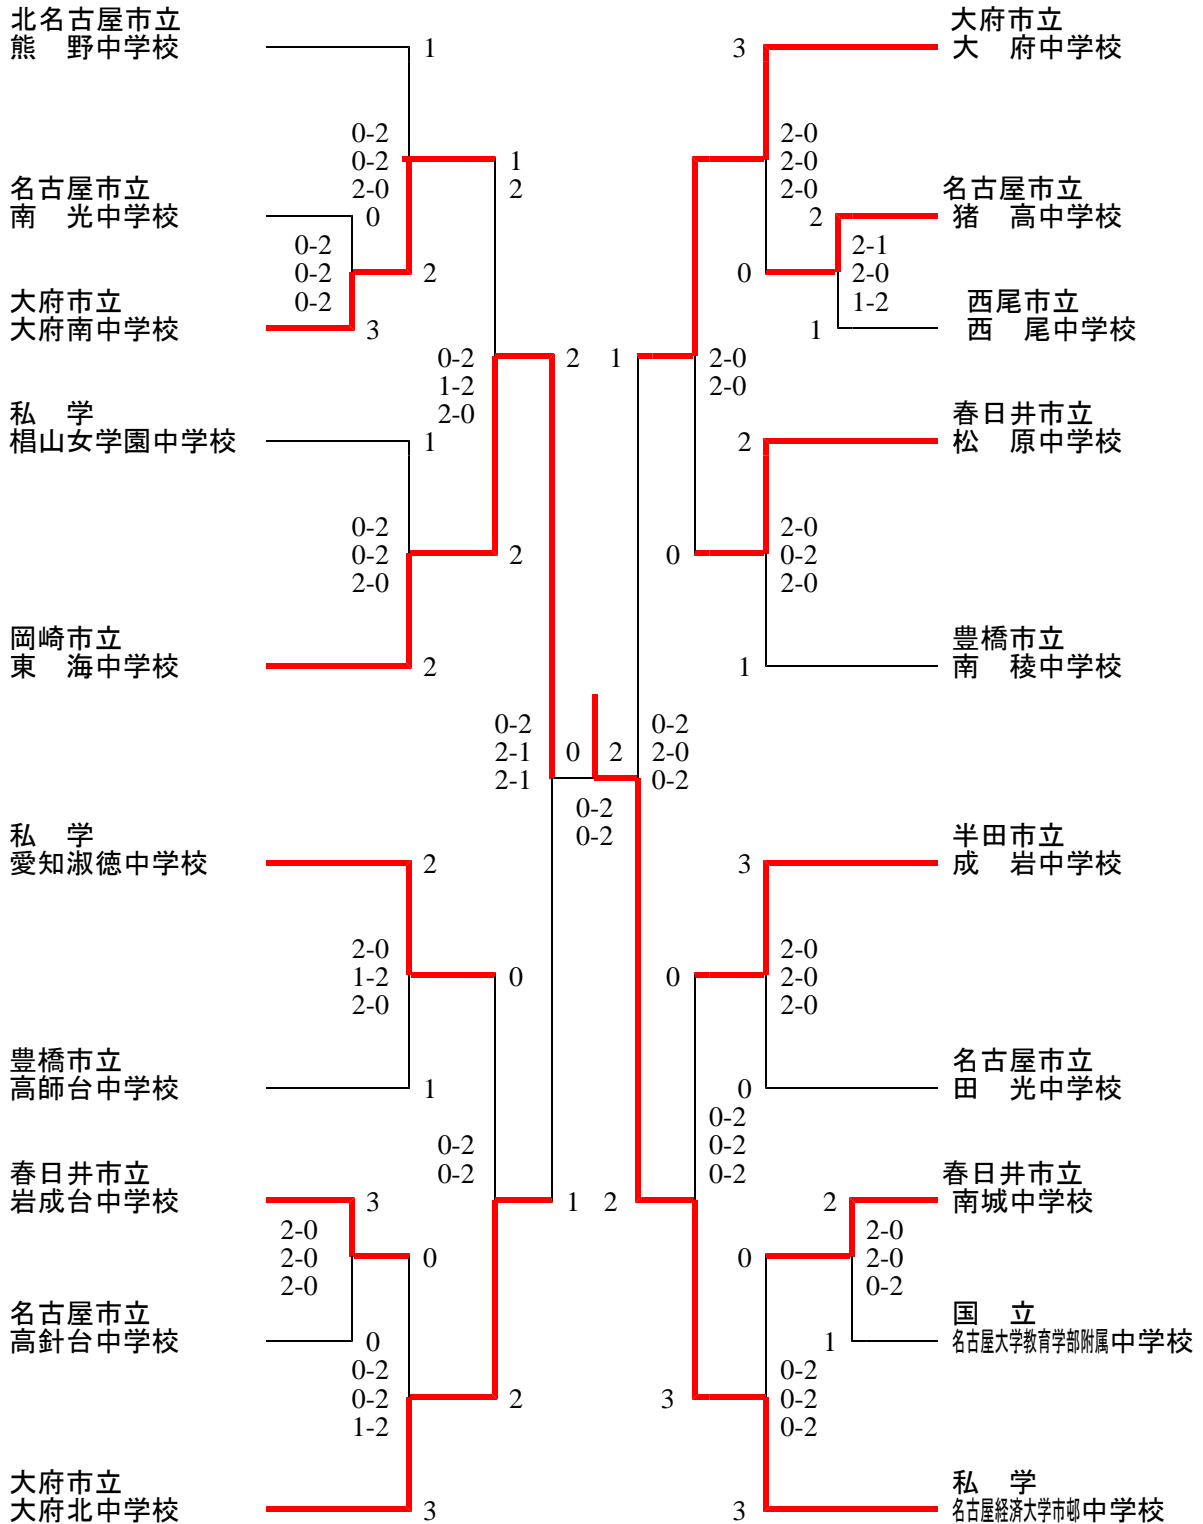 北名古屋市立
熊　野中学校
1
0-2
0-2
2-0
1
2
名古屋市立
南　光中学校
0
0-2
0-2
0-2
2
大府市立
大府南中学校
3
0-2
1-2
2-0
2
私　学
椙山女学園中学校
1
0-2
0-2
2-0
2
岡崎市立
東　海中学校
2
0-2
2-1
2-1
0
私　学
愛知淑徳中学校
2
2-0
1-2
2-0
0
豊橋市立
高師台中学校
1
0-2
0-2
春日井市立
岩成台中学校
3
1
2-0
2-0
2-0
0
名古屋市立
高針台中学校
0
0-2
0-2
1-2
2
大府市立
大府北中学校
3
0-2
0-2
大府市立
大　府中学校
3
2-0
2-0
2-0
名古屋市立
猪　高中学校
2
2-1
2-0
1-2
0
西尾市立
西　尾中学校
1
1
2-0
2-0
春日井市立
松　原中学校
2
2-0
0-2
2-0
0
豊橋市立
南　稜中学校
1
2
0-2
2-0
0-2
半田市立
成　岩中学校
3
2-0
2-0
2-0
0
名古屋市立
田　光中学校
0
0-2
0-2
0-2
春日井市立
南城中学校
2
2
2-0
2-0
0-2
0
国　立
名古屋大学教育学部附属中学校
1
0-2
0-2
0-2
3
私　学
名古屋経済大学市邨中学校
3